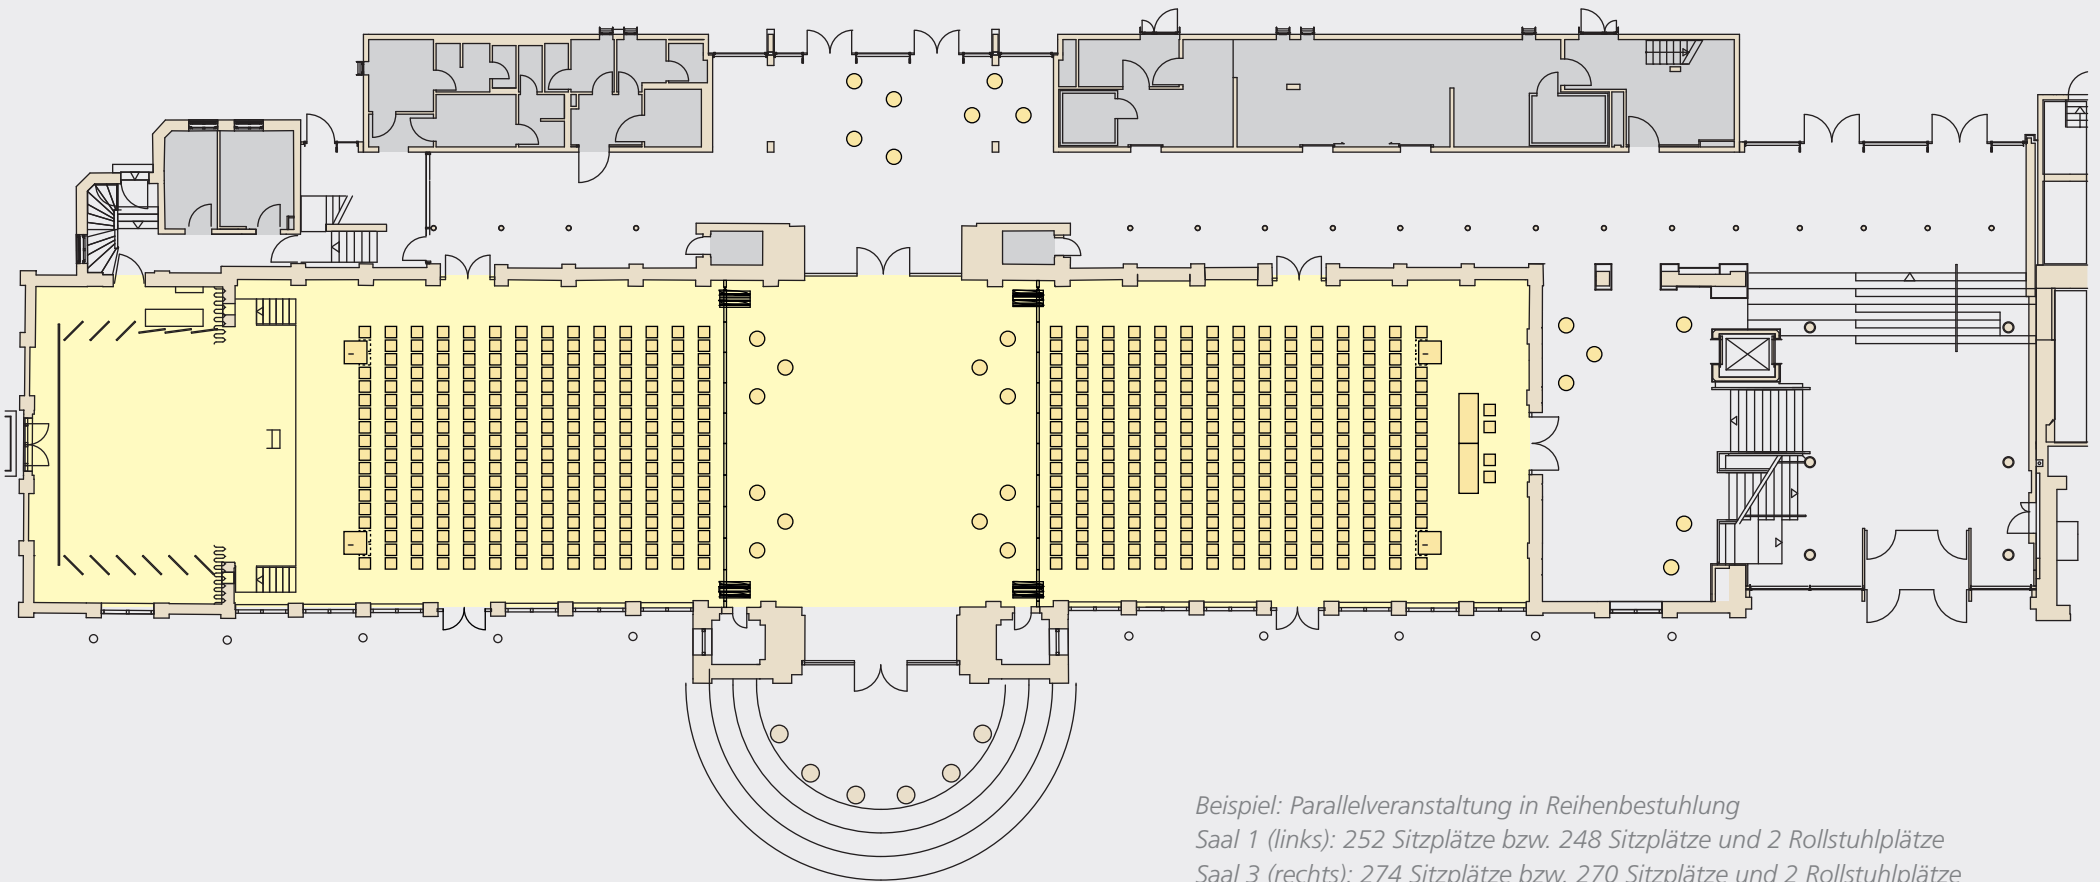 Beispiel: Parallelveranstaltung in Reihenbestuhlung
Saal 1 (links): 252 Sitzplätze bzw. 248 Sitzplätze und 2 Rollstuhlplätze
Saal 3 (rechts): 274 Sitzplätze bzw. 270 Sitzplätze und 2 Rollstuhlplätze